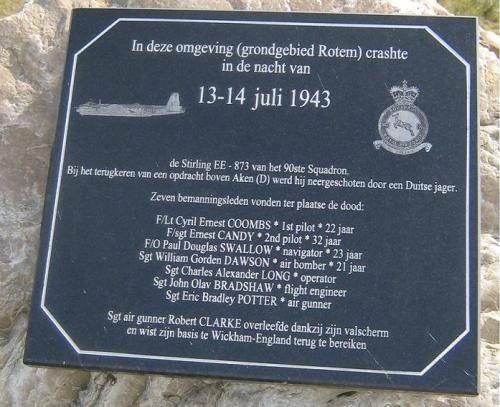 In deze omgeving (grondgebied Rotem) crashte
in de nacht van
13-14 juli 1943
de Stirling EE - 873 van het 90ste Squadron.
Bij het terugkeren van een opdracht boven Aken (D) werd hij neergeschoten door een Duitse jager.
Zeven bemanningsleden vonden ter plaatse de dood:
F/Lt Cyril Ernest COOMBS * 1st pilot * 22 jaar
F/sgt Ernest CANDY * 2nd pilot * 32 jaar
F/O Paul Douglas SWALLOW * navigator * 23 jaar
Sgt William Gorden DAWSON * air bomber * 21 jaar
Sgt Charles Alexander LONG * operator
Sgt John Olav BRADSHAW * flight engineer
Sgt Eric Bradley POTTER * air gunner
Sgt air gunner Robert CLARKE overleefde dankzij zijn valscherm
en wist zijn basis te Wickham-England terug te bereiken